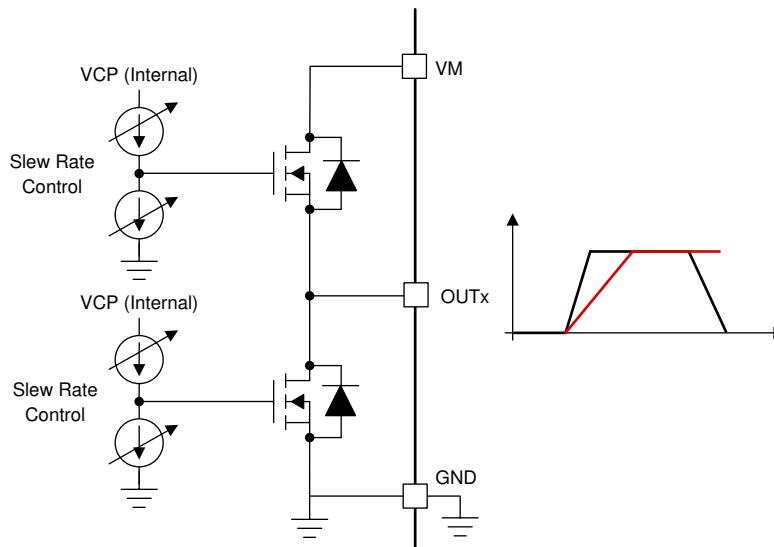 VM
VCP (Internal)
Slew Rate
Control
OUTx
VCP (Internal)
Slew Rate
Control
GND